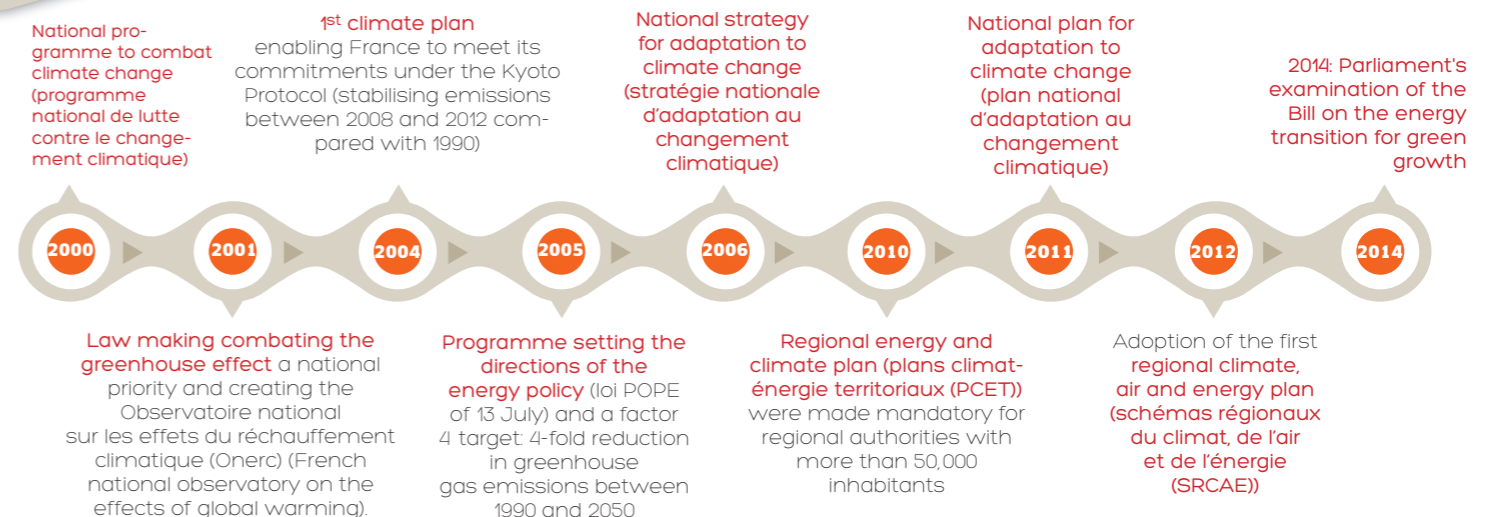 National pro-
gramme to combat
climate change
(programme
national de lutte
contre le change-
ment climatique)
1st climate plan
enabling France to meet its
commitments under the Kyoto
Protocol (stabilising emissions
between 2008 and 2012 com-
pared with 1990)
National strategy
for adaptation to
climate change
(stratégie nationale
d'adaptation au
changement
climatique)
National plan for
adaptation to
climate change
(plan national
d'adaptation au
changement
climatique)
2014: Parliament's
examination of the
Bill on the energy
transition for green
growth
2000
2001
2004
2005
2006
2010
2011
2012
2014
Law making combating the
greenhouse effect a national
priority and creating the
Observatoire national
sur les effets du réchauffement
climatique (Onerc) (French
national observatory on the
effects of global warming).
Programme setting the
directions of the
energy policy (loi POPE
of 13 July) and a factor
4 target: 4-fold reduction
in greenhouse
gas emissions between
1990 and 2050
Regional energy and
climate plan (plans climat-
énergie territoriaux (PCET))
were made mandatory for
regional authorities with
more than 50,000
inhabitants
Adoption of the first
regional climate,
air and energy plan
(schémas régionaux
du climat, de l'air
et de l'énergie
(SRCAE))